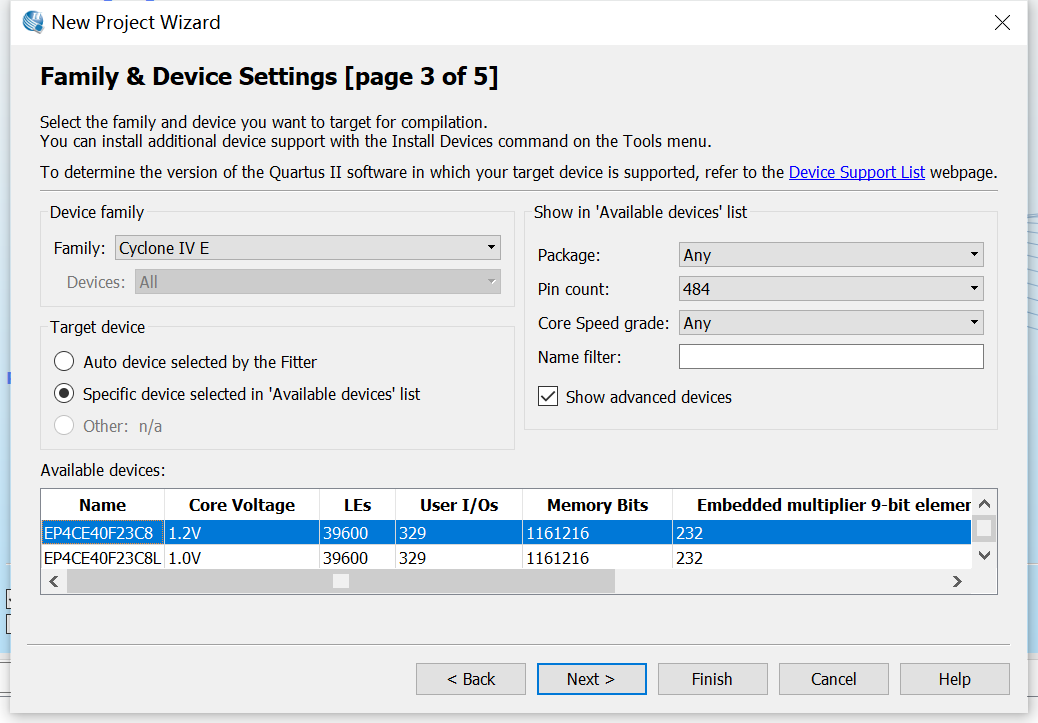 New Project Wizard
Family & Device Settings [page 3 of 5]
Select the family and device you want to target for compilation.
You can install additional device support with the Install Devices command on the Tools menu.
To determine the version of the Quartus II software in which your target device is supported, refer to the Device Support List webpage.
Device family
Family: Cyclone IV E
Devices: All
Target device
Auto device selected by the Fitter
Specific device selected in 'Available devices' list
Other: n/a
Show in 'Available devices' list
Package: Any
Pin count: 484
Core Speed grade: Any
Name filter:
Show advanced devices
Available devices:
Name Core Voltage LEs User I/Os Memory Bits Embedded multiplier 9-bit elemer
EP4CE40F23C8 1.2V 39600 329 1161216 232
EP4CE40F23C8L 1.0V 39600 329 1161216 232
< Back Next > Finish Cancel Help